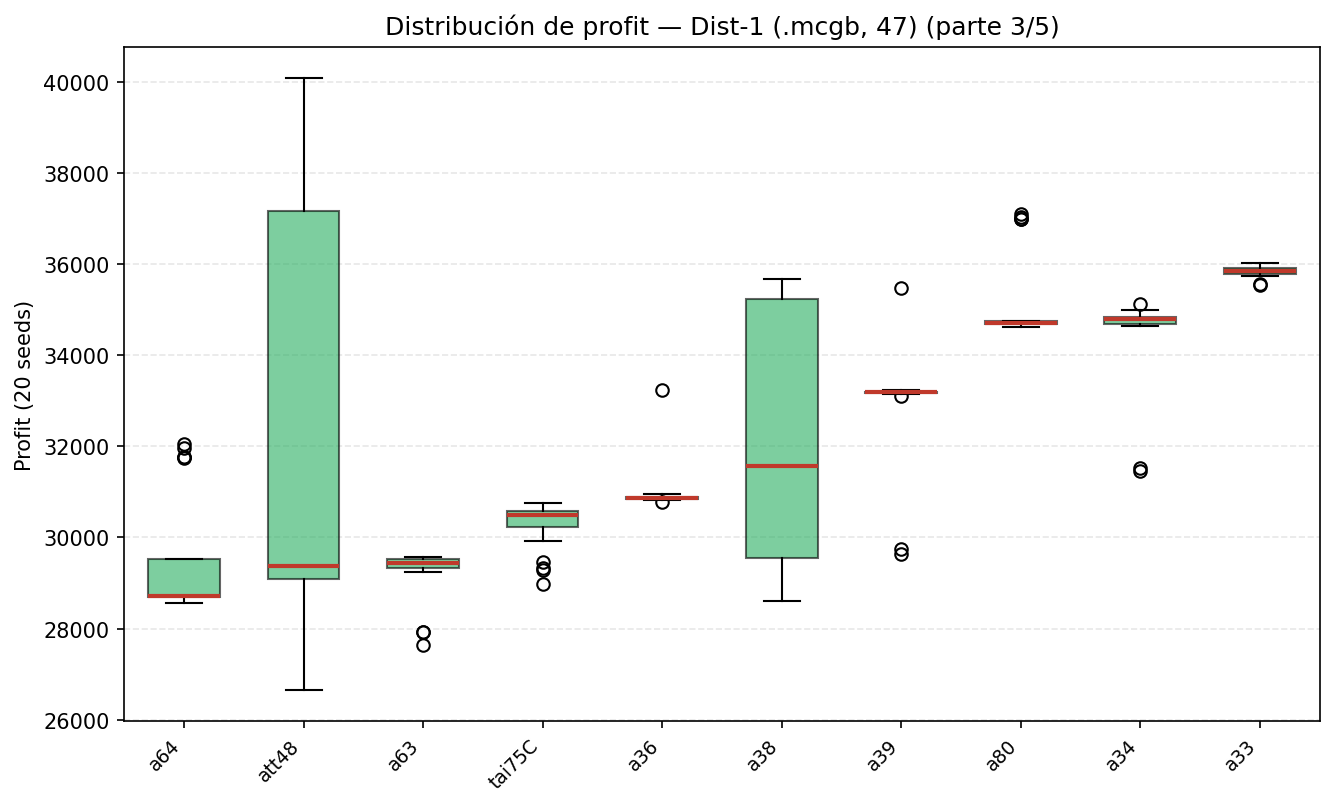 Distribución de profit — Dist-1 (.mcgb, 47) (parte 3/5)
Profit (20 seeds)
40000
38000
36000
34000
32000
30000
28000
26000
a64
att48
a63
tai75C
a36
a38
a39
a80
a34
a33